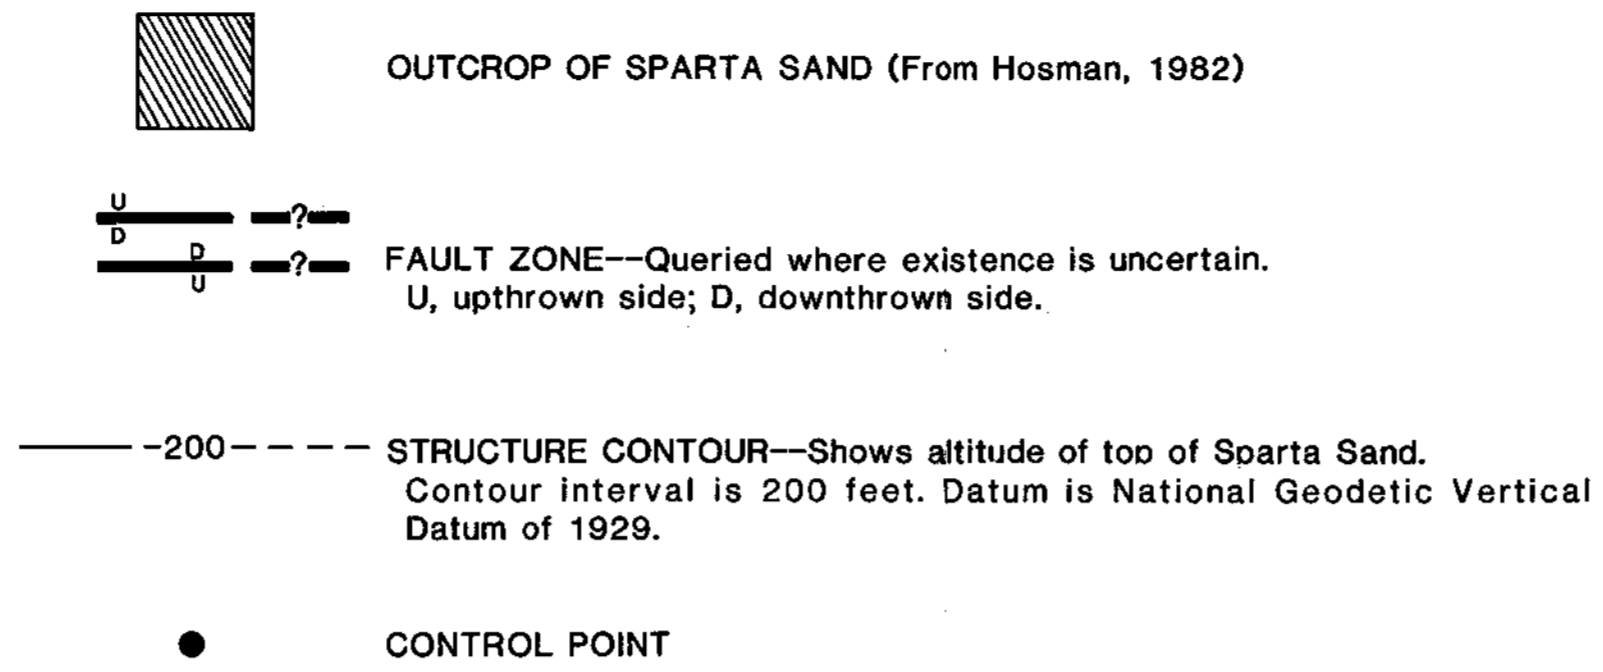 OUTCROP OF SPARTA SAND (From Hosman, 1982)
U
?
D
D
?
U
FAULT ZONE--Queried where existence is uncertain.
U, upthrown side; D, downthrown side.
-200
STRUCTURE CONTOUR--Shows altitude of top of Sparta Sand.
Contour interval is 200 feet. Datum is National Geodetic Vertical
Datum of 1929.
CONTROL POINT